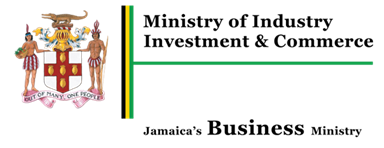 Ministry of Industry
Investment & Commerce
OUT OF MANY, ONE PEOPLE
Jamaica's Business Ministry